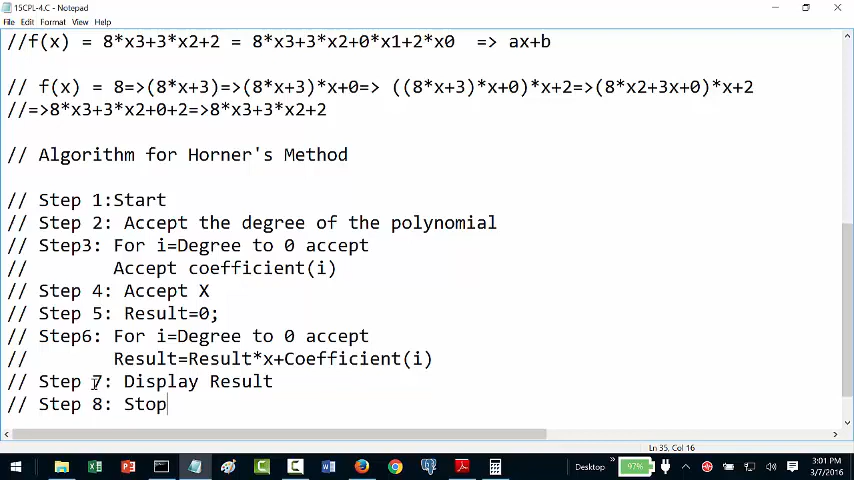 15CPL-4.C - Notepad
File Edit Format View Help
//f(x) = 8*x3+3*x2+2 = 8*x3+3*x2+0*x1+2*x0  => ax+b
// f(x) = 8=>(8*x+3)=>(8*x+3)*x+0=> ((8*x+3)*x+0)*x+2=>(8*x2+3x+0)*x+2
//=>8*x3+3*x2+0+2=>8*x3+3*x2+2
// Algorithm for Horner's Method
// Step 1:Start
// Step 2: Accept the degree of the polynomial
// Step3: For i=Degree to 0 accept
//        Accept coefficient(i)
// Step 4: Accept X
// Step 5: Result=0;
// Step6: For i=Degree to 0 accept
//        Result=Result*x+Coefficient(i)
// Step 7: Display Result
// Step 8: Stop
Ln 35, Col 16
Desktop
97%
3:01 PM
3/7/2016